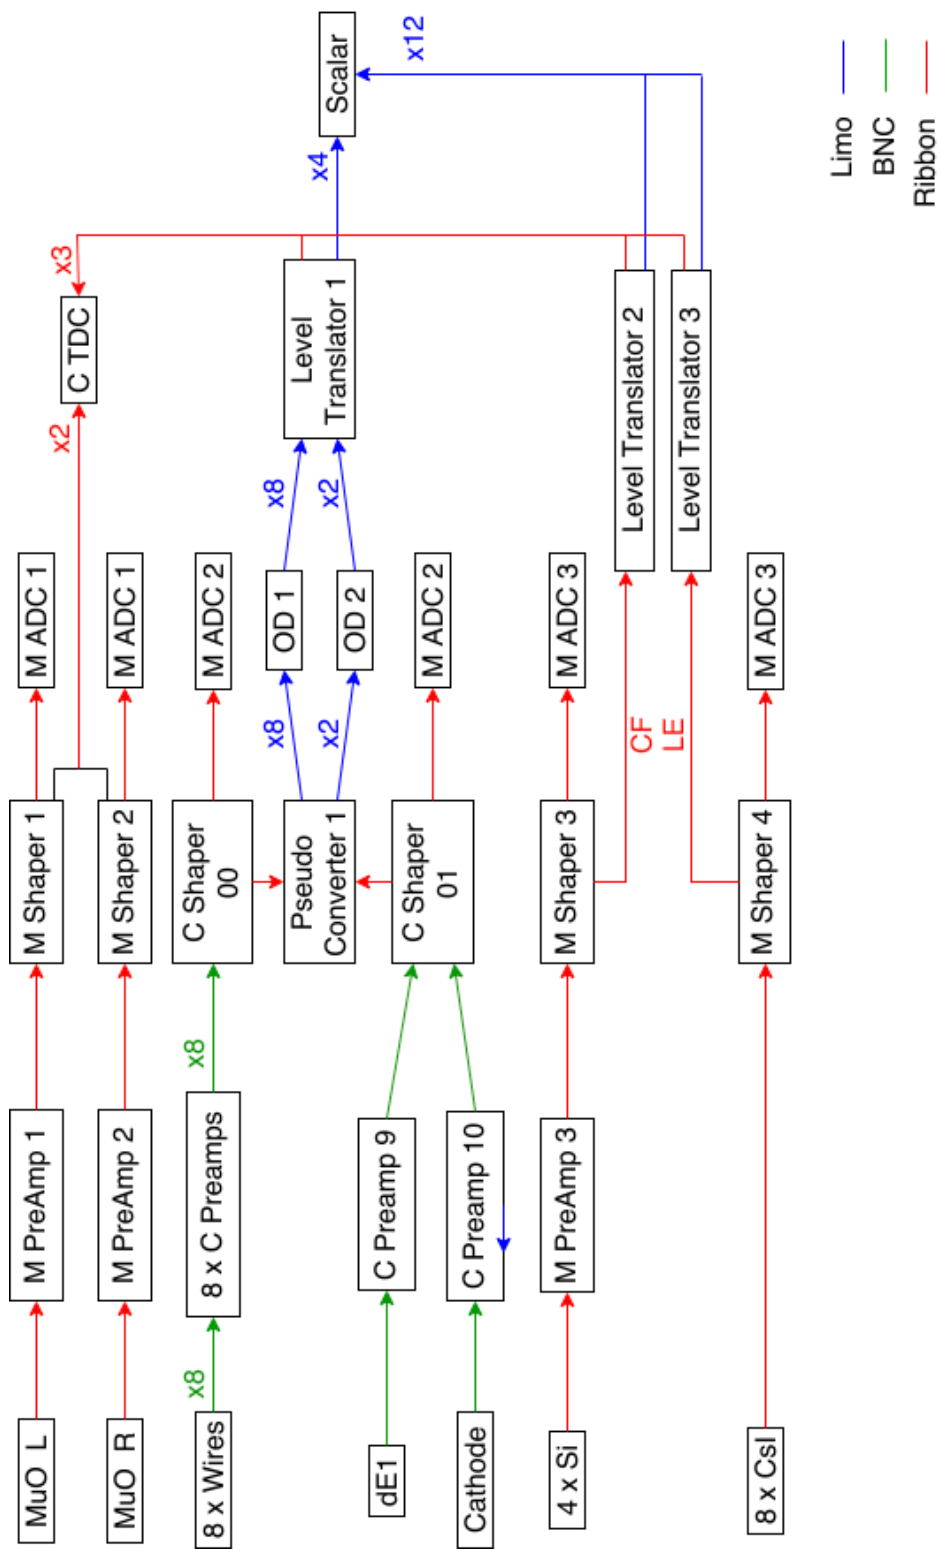 MuO L
M PreAmp 1
M Shaper 1
M ADC 1
MuO R
M PreAmp 2
M Shaper 2
M ADC 1
x2
C TDC
x3
8 x Wires
x8
8 x C Preamps
x8
C Shaper
00
M ADC 2
Pseudo
Converter 1
x8
x2
OD 1
OD 2
x8
x2
Level
Translator 1
x4
Scalar
x12
dE1
C Preamp 9
Cathode
C Preamp 10
C Shaper
01
M ADC 2
4 x Si
M PreAmp 3
M Shaper 3
M ADC 3
CF
LE
Level Translator 2
Level Translator 3
8 x CsI
M Shaper 4
M ADC 3
Limo
BNC
Ribbon